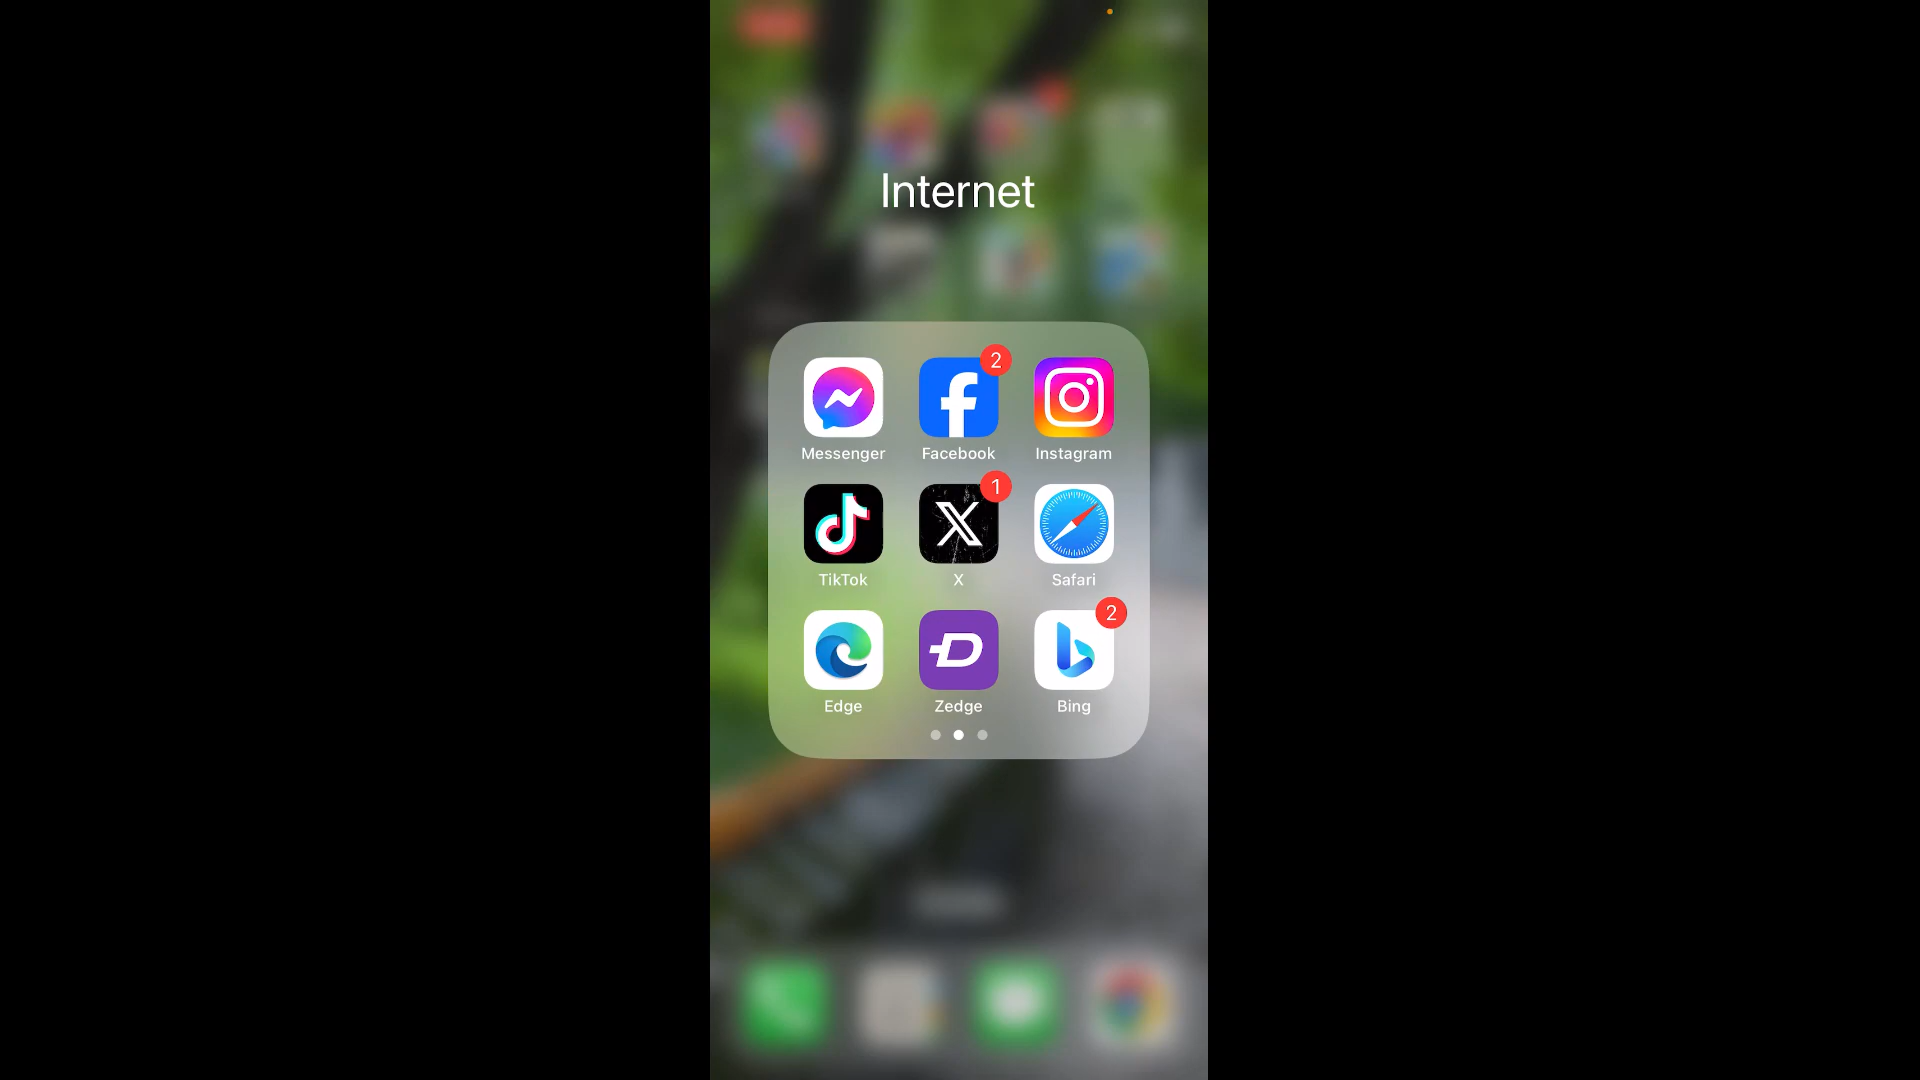 Internet
2
Messenger Facebook Instagram
1
TikTok X Safari
2
Edge Zedge Bing